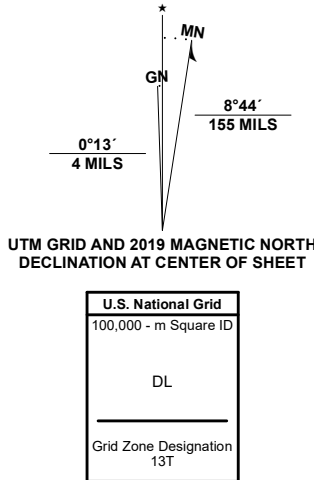 ★
MN
GN
8°44´
155 MILS
0°13´
4 MILS
UTM GRID AND 2019 MAGNETIC NORTH
DECLINATION AT CENTER OF SHEET
U.S. National Grid
100,000 - m Square ID
DL
Grid Zone Designation
13T